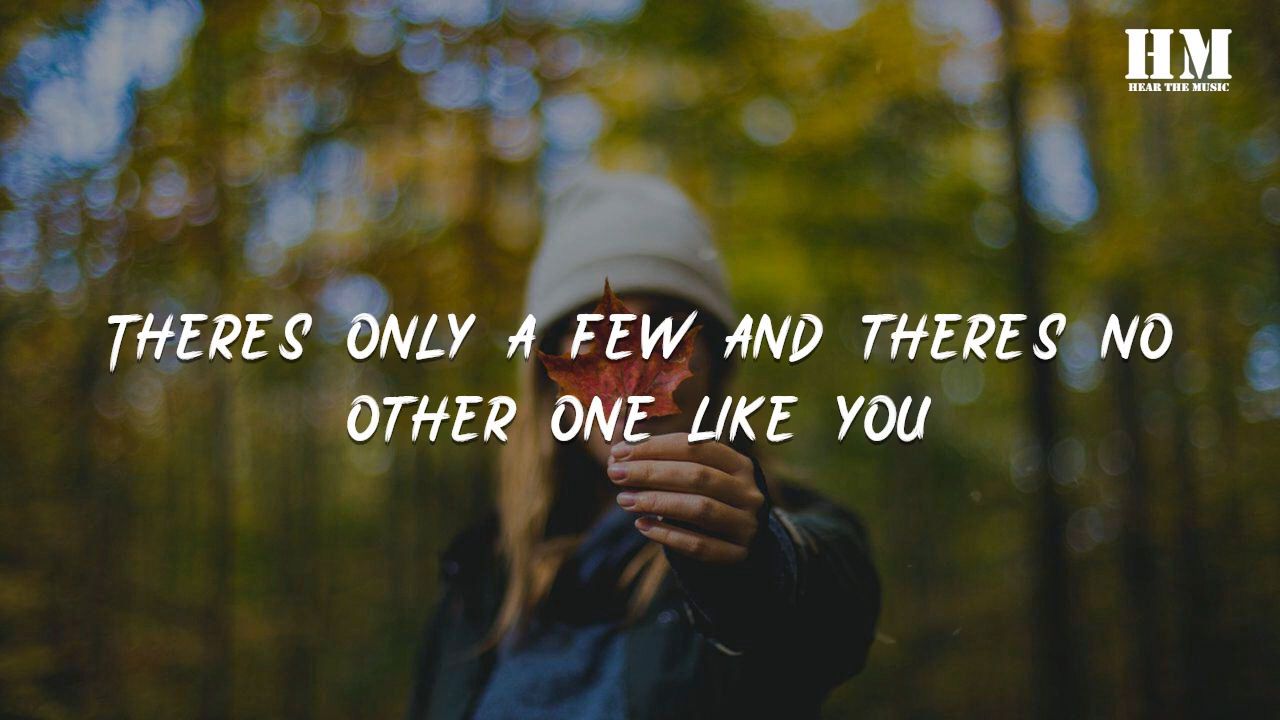 HM
HEAR THE MUSIC
THERES ONLY A FEW AND THERES NO
OTHER ONE LIKE YOU